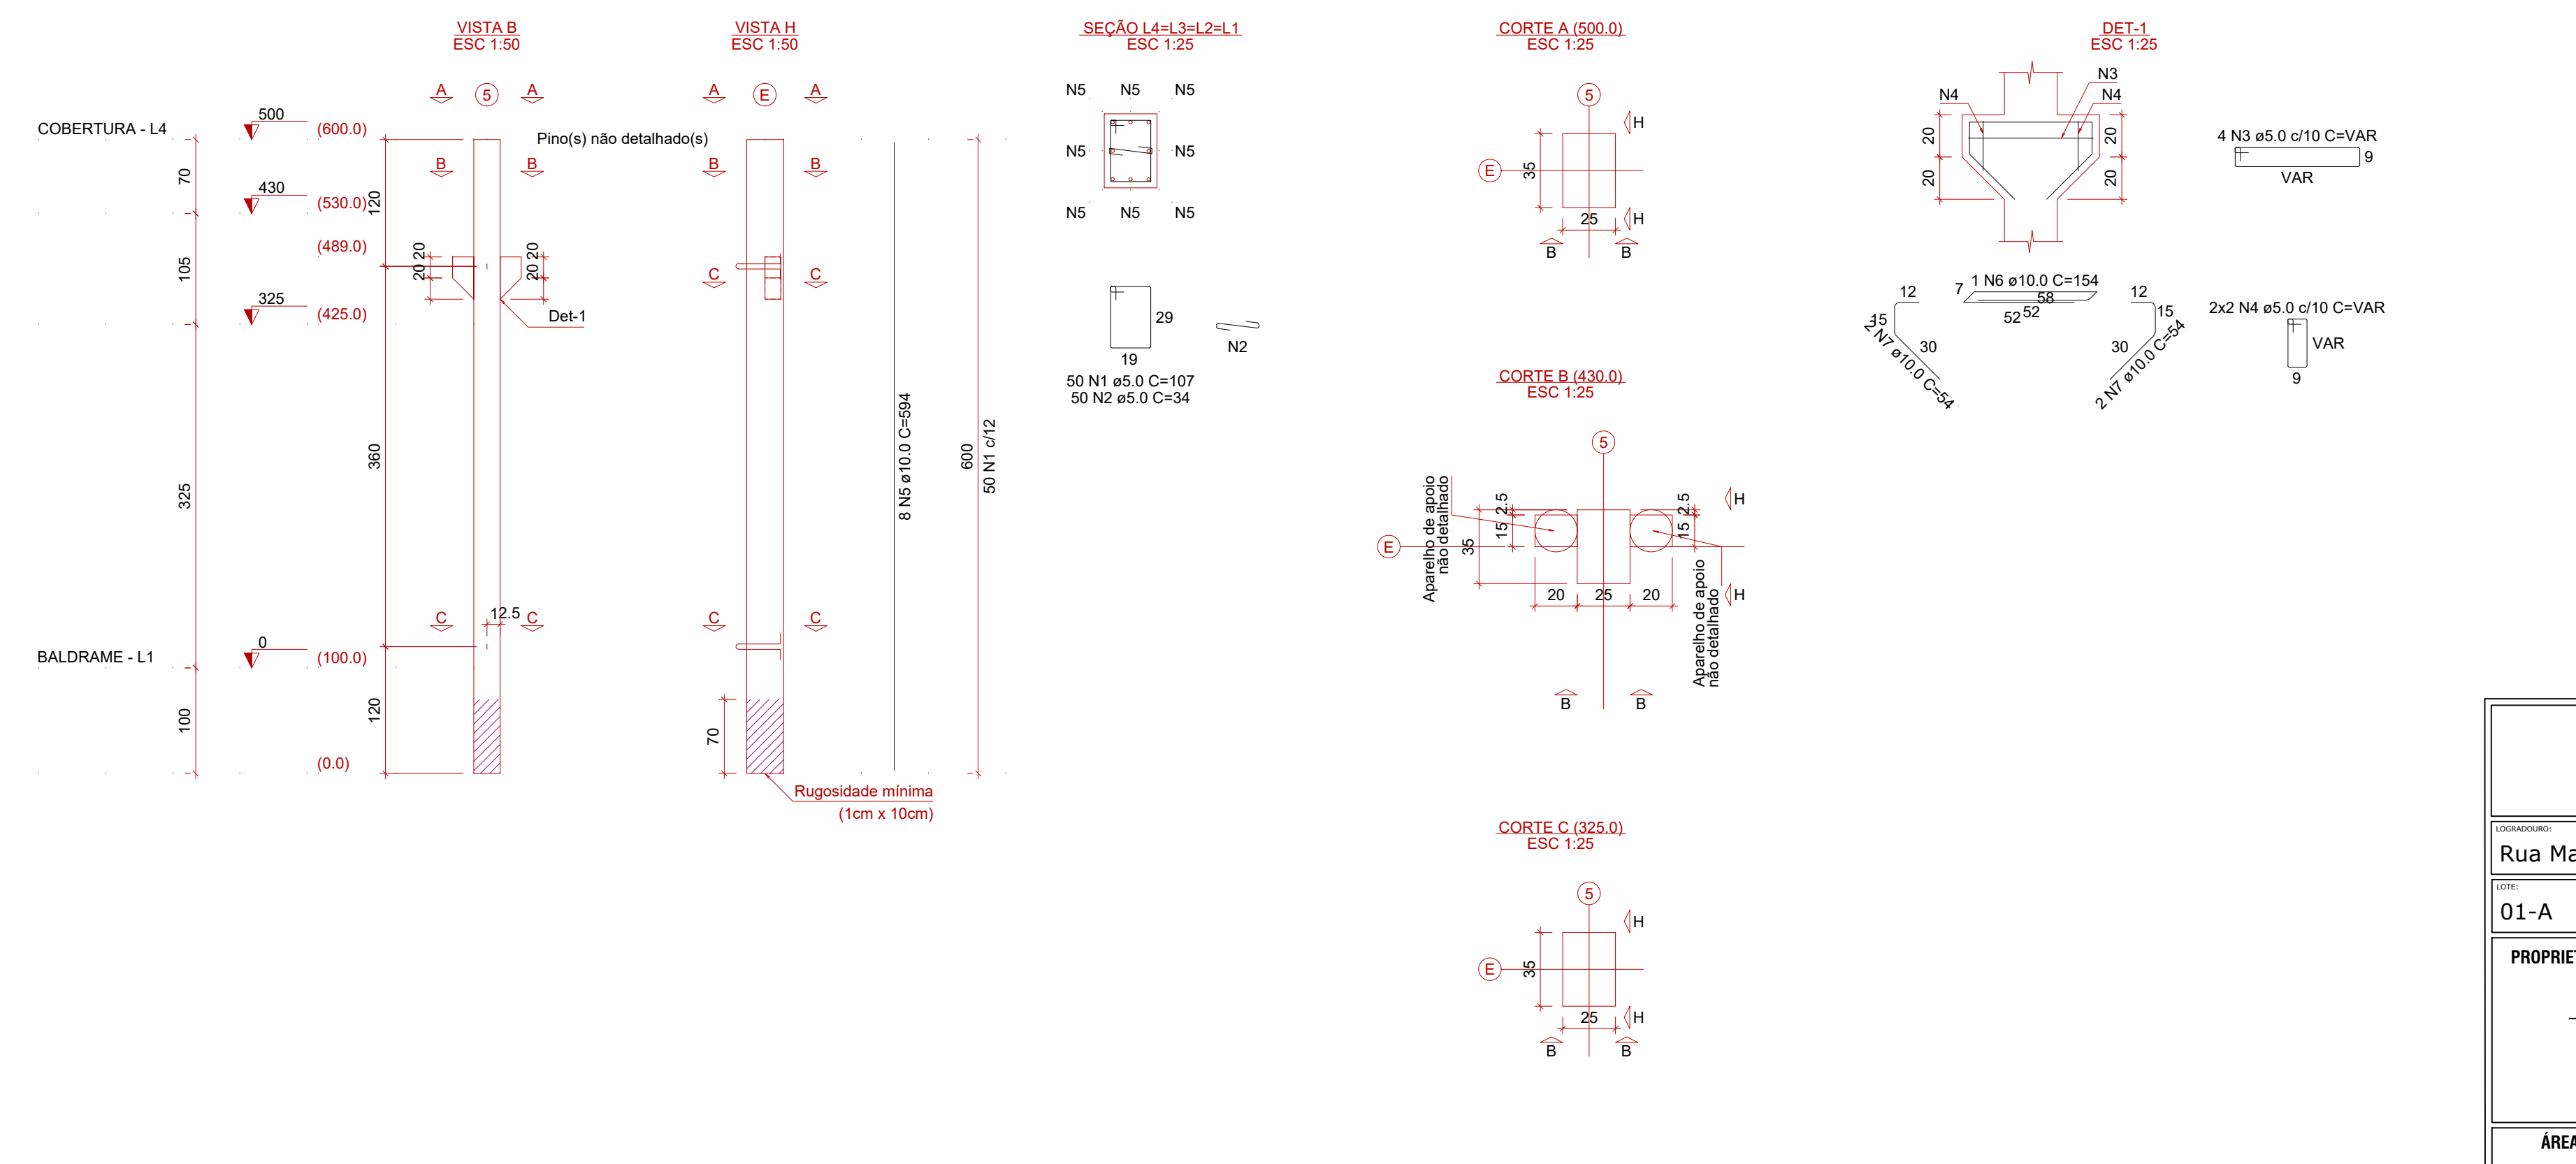 VISTA B
ESC 1:50
A
5
A
COBERTURA - L4
500
(600.0)
B
B
70
430
(530.0)
120
(489.0)
20
20
20
20
105
325
(425.0)
Det-1
360
325
C
12.5
C
BALDRAME - L1
0
(100.0)
100
120
(0.0)
VISTA H
ESC 1:50
A
E
A
Pino(s) não detalhado(s)
B
B
C
C
8 N5 ø10.0 C=594
600
50 N1 c/12
C
C
70
Rugosidade mínima
(1cm x 10cm)
SEÇÃO L4=L3=L2=L1
ESC 1:25
N5 N5 N5
N5 N5
N5 N5 N5
29
19
N2
50 N1 ø5.0 C=107
50 N2 ø5.0 C=34
CORTE A (500.0)
ESC 1:25
5
H
E
35
25
H
B
B
CORTE B (430.0)
ESC 1:25
5
Aparelho de apoio
não detalhado
2.5
15
35
E
2.5
15
H
20
25
20
H
Aparelho de apoio
não detalhado
B
B
CORTE C (325.0)
ESC 1:25
5
H
E
35
25
H
B
B
DET-1
ESC 1:25
N3
N4
N4
20
20
20
20
4 N3 ø5.0 c/10 C=VAR
9
VAR
12
15
30
2 N7 ø10.0 C=54
1 N6 ø10.0 C=154
7
58
52
52
12
15
30
2 N7 ø10.0 C=54
2x2 N4 ø5.0 c/10 C=VAR
VAR
9
LOGRADOURO:
Rua Ma
LOTE:
01-A
PROPRIET
ÁREA